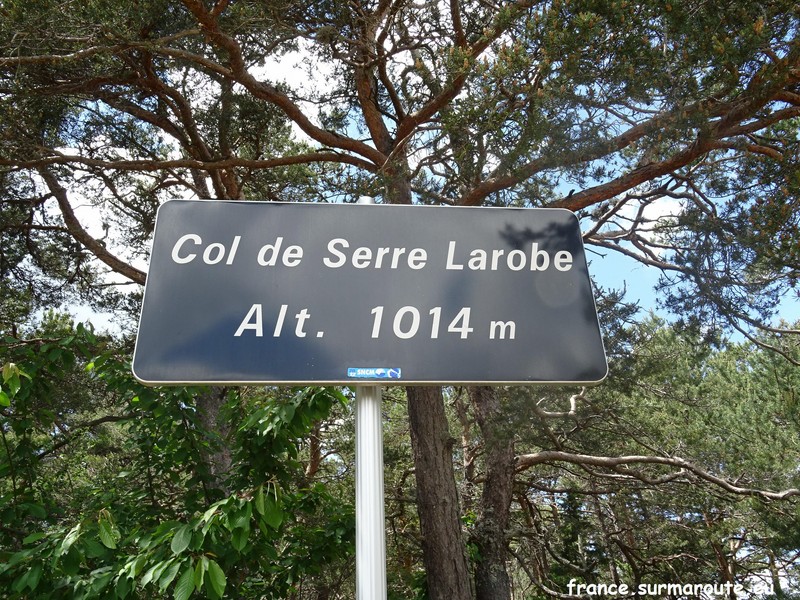 Col de Serre Larobe
Alt. 1014 m
france.surmaroute.eu